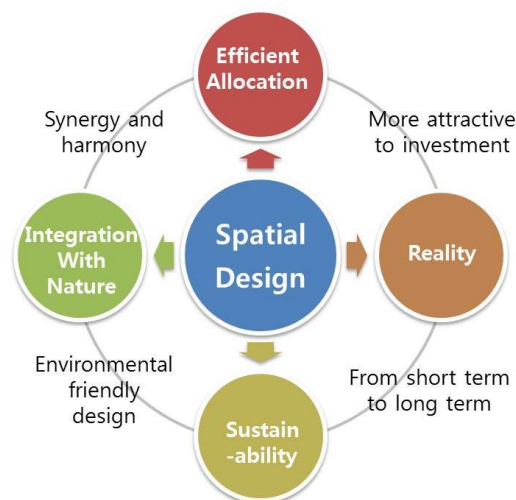 Efficient
Allocation
Synergy and
harmony
More attractive
to investment
Integration
With
Nature
Spatial
Design
Reality
Environmental
friendly
design
From short term
to long term
Sustain
-ability